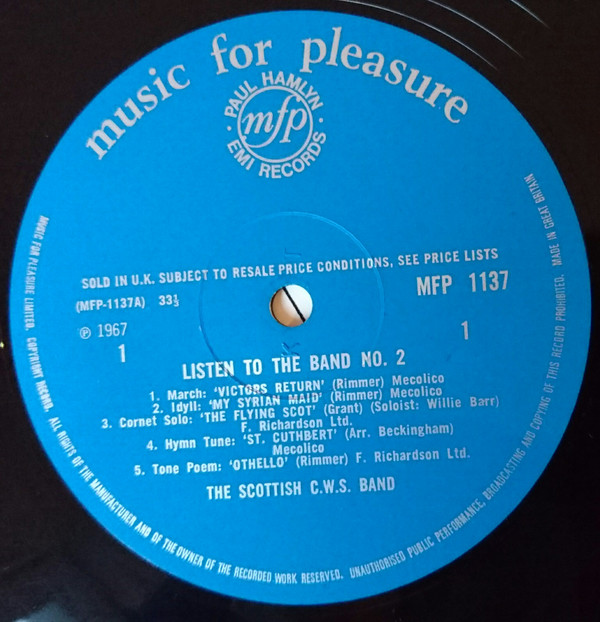 music for pleasure
· PAUL HAMLYN ·
mfp
EMI RECORDS
SOLD IN U.K. SUBJECT TO RESALE PRICE CONDITIONS, SEE PRICE LISTS
(MFP-1137A) 33⅓
MFP 1137
℗ 1967
1
1
LISTEN TO THE BAND NO. 2
1. March: ‘VICTORS RETURN’ (Rimmer) Mecolico
2. Idyll: ‘MY SYRIAN MAID’ (Rimmer) Mecolico
3. Cornet Solo: ‘THE FLYING SCOT’ (Grant) (Soloist: Willie Barr)
F. Richardson Ltd.
4. Hymn Tune: ‘ST. CUTHBERT’ (Arr. Beckingham)
Mecolico
5. Tone Poem: ‘OTHELLO’ (Rimmer) F. Richardson Ltd.
THE SCOTTISH C.W.S. BAND
MUSIC FOR PLEASURE LIMITED. COPYRIGHT RECORD. ALL RIGHTS OF THE MANUFACTURER AND OF THE OWNER OF THE RECORDED WORK RESERVED. UNAUTHORISED PUBLIC PERFORMANCE, BROADCASTING AND COPYING OF THIS RECORD PROHIBITED. MADE IN GREAT BRITAIN